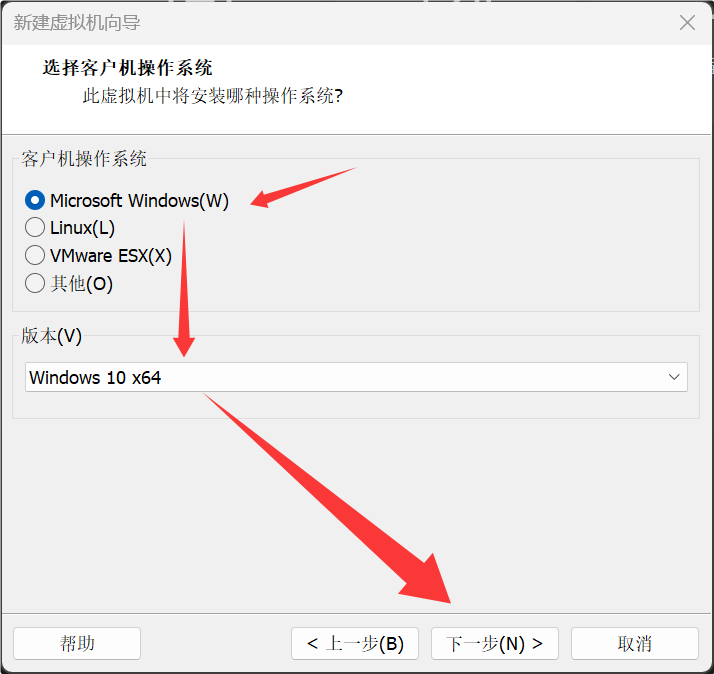 新建虚拟机向导
选择客户机操作系统
此虚拟机中将安装哪种操作系统?
客户机操作系统
Microsoft Windows(W)
Linux(L)
VMware ESX(X)
其他(O)
版本(V)
Windows 10 x64
帮助
< 上一步(B)
下一步(N) >
取消